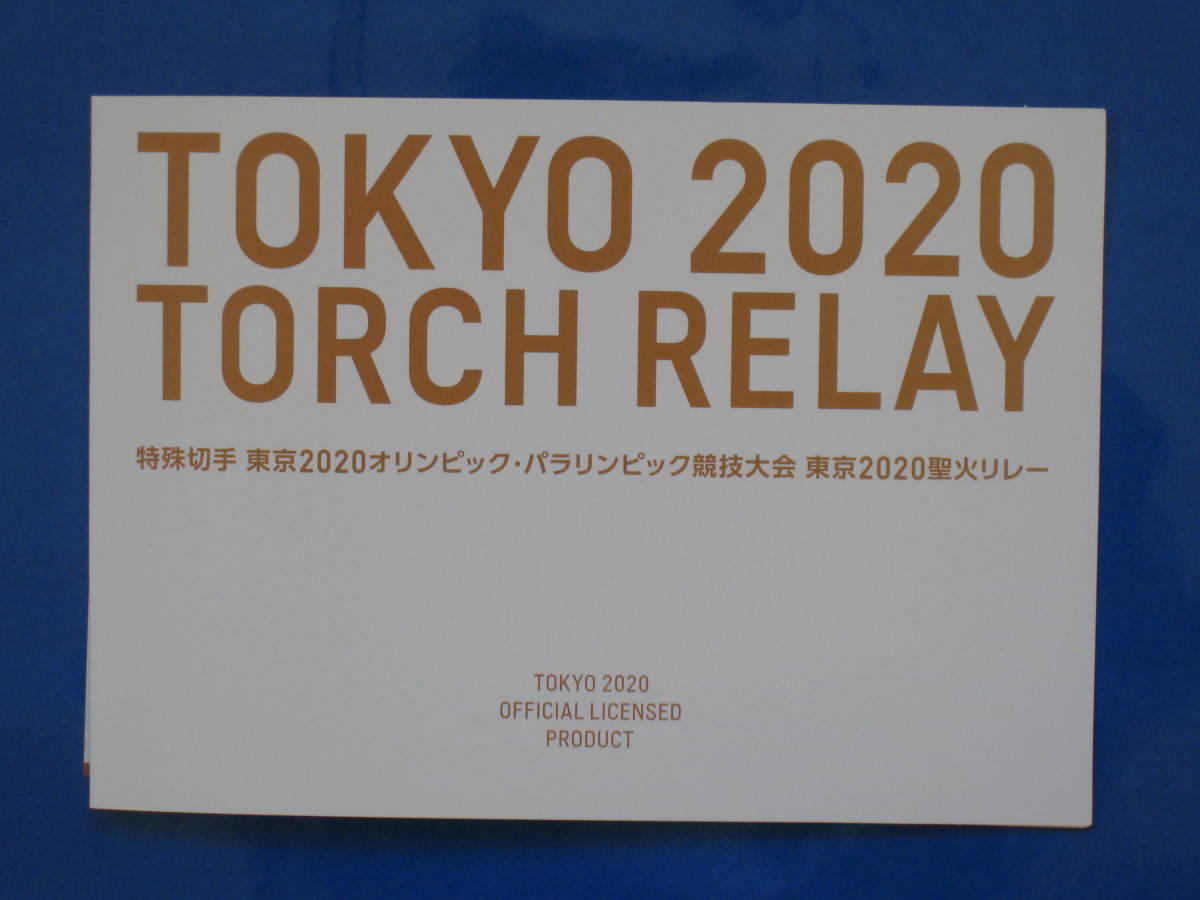 TOKYO 2020
TORCH RELAY
特殊切手 東京2020オリンピック・パラリンピック競技大会 東京2020聖火リレー
TOKYO 2020
OFFICIAL LICENSED
PRODUCT